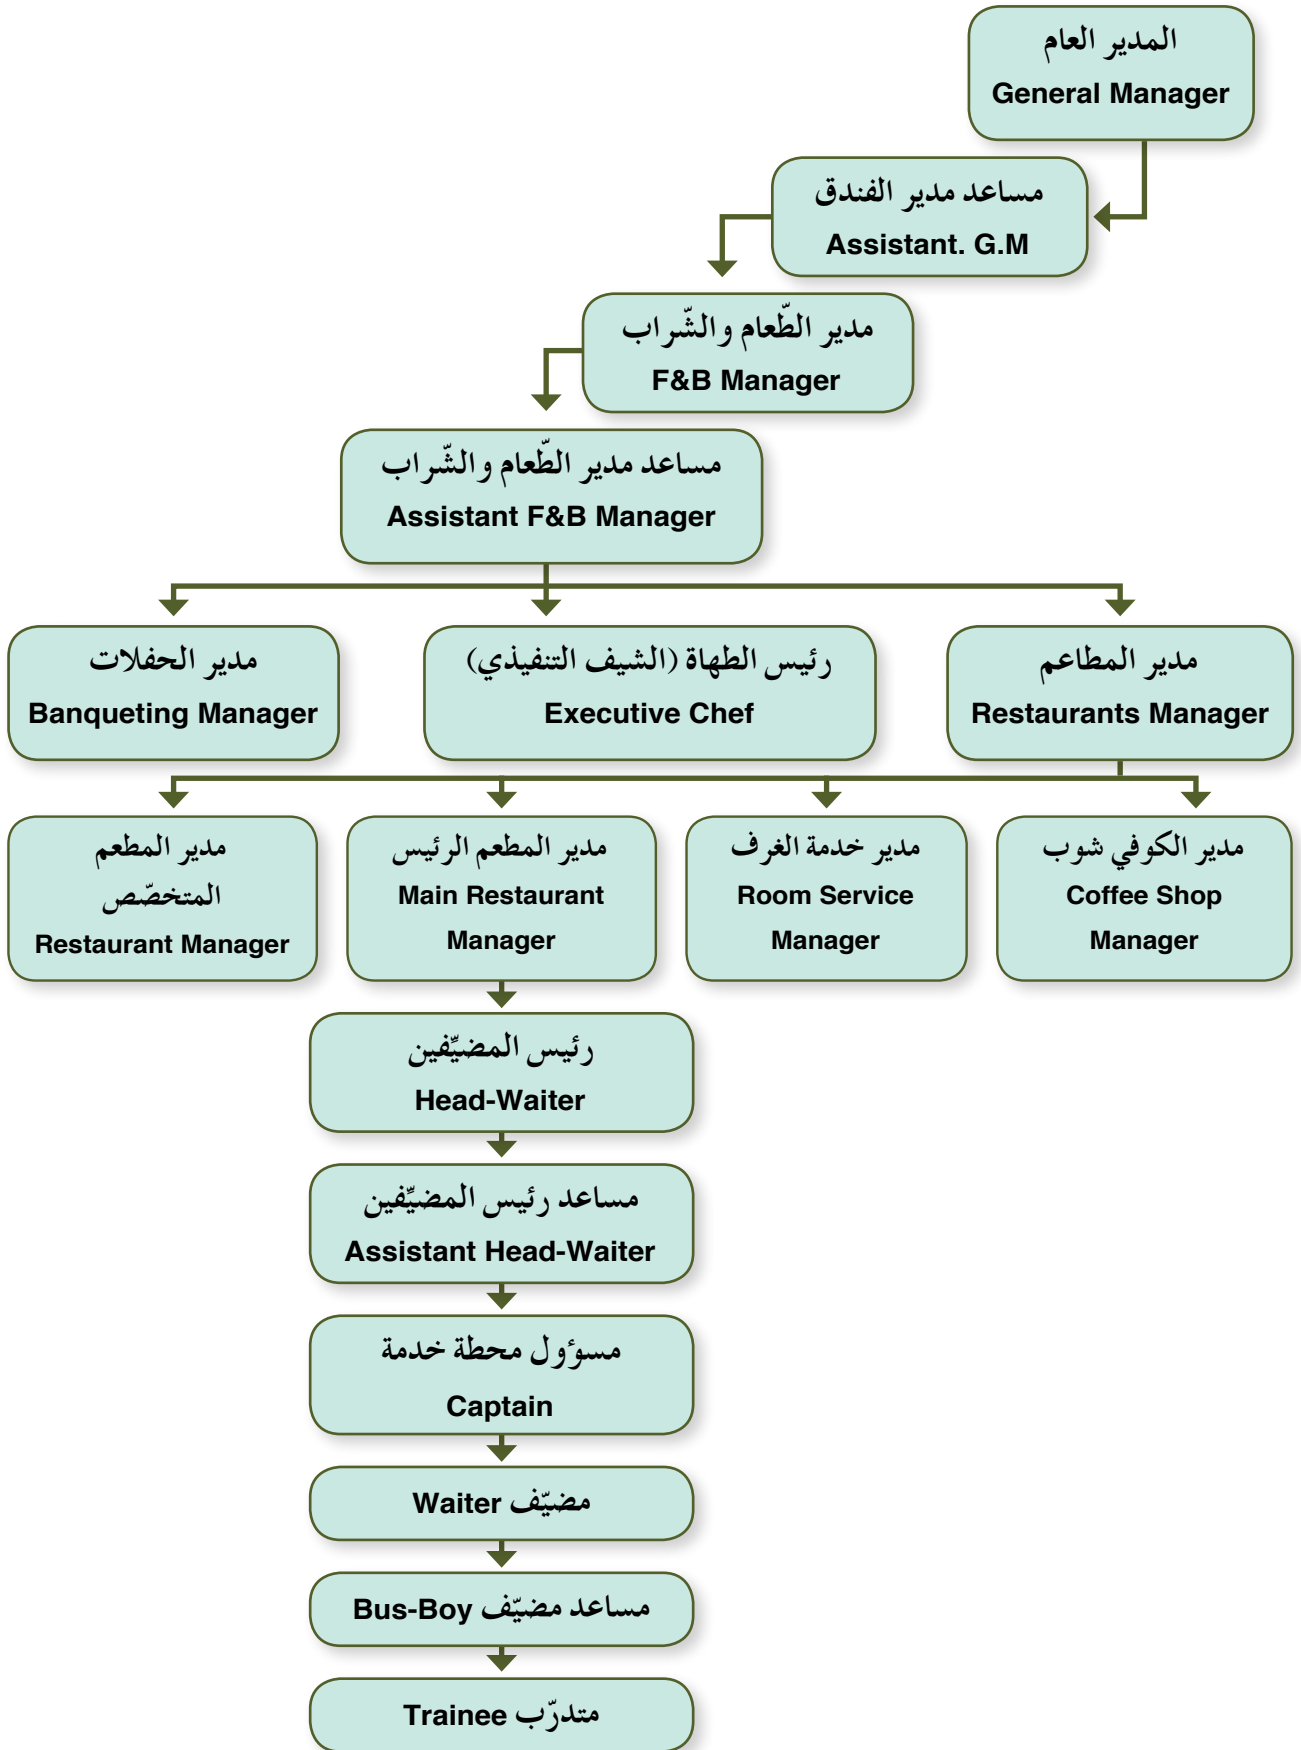 المدير العام
General Manager
مساعد مدير الفندق
Assistant. G.M
مدير الطّعام والشّراب
F&B Manager
مساعد مدير الطّعام والشّراب
Assistant F&B Manager
مدير المطاعم
Restaurants Manager
رئيس الطهاة (الشيف التنفيذي)
Executive Chef
مدير الحفلات
Banqueting Manager
مدير الكوفي شوب
Coffee Shop
Manager
مدير خدمة الغرف
Room Service
Manager
مدير المطعم الرئيس
Main Restaurant
Manager
مدير المطعم
المتخصّص
Restaurant Manager
رئيس المضيِّفين
Head-Waiter
مساعد رئيس المضيِّفين
Assistant Head-Waiter
مسؤول محطة خدمة
Captain
مضيّف Waiter
مساعد مضيّف Bus-Boy
متدرّب Trainee